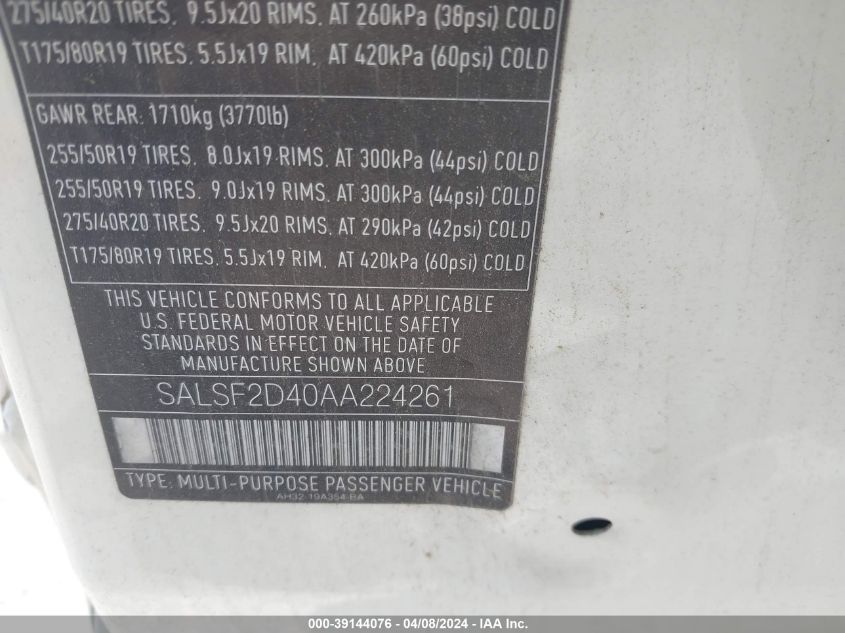 275/40R20 TIRES, 9.5Jx20 RIMS, AT 260kPa (38psi) COLD
T175/80R19 TIRES, 5.5Jx19 RIM, AT 420kPa (60psi) COLD
GAWR REAR: 1710kg (3770lb)
255/50R19 TIRES, 8.0Jx19 RIMS, AT 300kPa (44psi) COLD
255/50R19 TIRES, 9.0Jx19 RIMS, AT 300kPa (44psi) COLD
275/40R20 TIRES, 9.5Jx20 RIMS, AT 290kPa (42psi) COLD
T175/80R19 TIRES, 5.5Jx19 RIM, AT 420kPa (60psi) COLD
THIS VEHICLE CONFORMS TO ALL APPLICABLE
U.S. FEDERAL MOTOR VEHICLE SAFETY
STANDARDS IN EFFECT ON THE DATE OF
MANUFACTURE SHOWN ABOVE
SALSF2D40AA224261
TYPE: MULTI-PURPOSE PASSENGER VEHICLE
AH32-19A354-BA
000-39144076 - 04/08/2024 - IAA Inc.